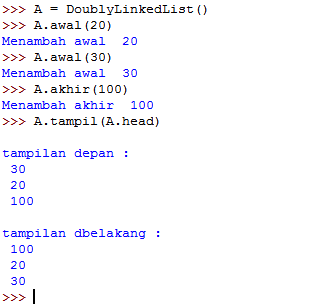 >>> A = DoublyLinkedList()
>>> A.awal(20)
Menambah awal  20
>>> A.awal(30)
Menambah awal  30
>>> A.akhir(100)
Menambah akhir  100
>>> A.tampil(A.head)
tampilan depan :
 30
 20
 100
tampilan dbelakang :
 100
 20
 30
>>>